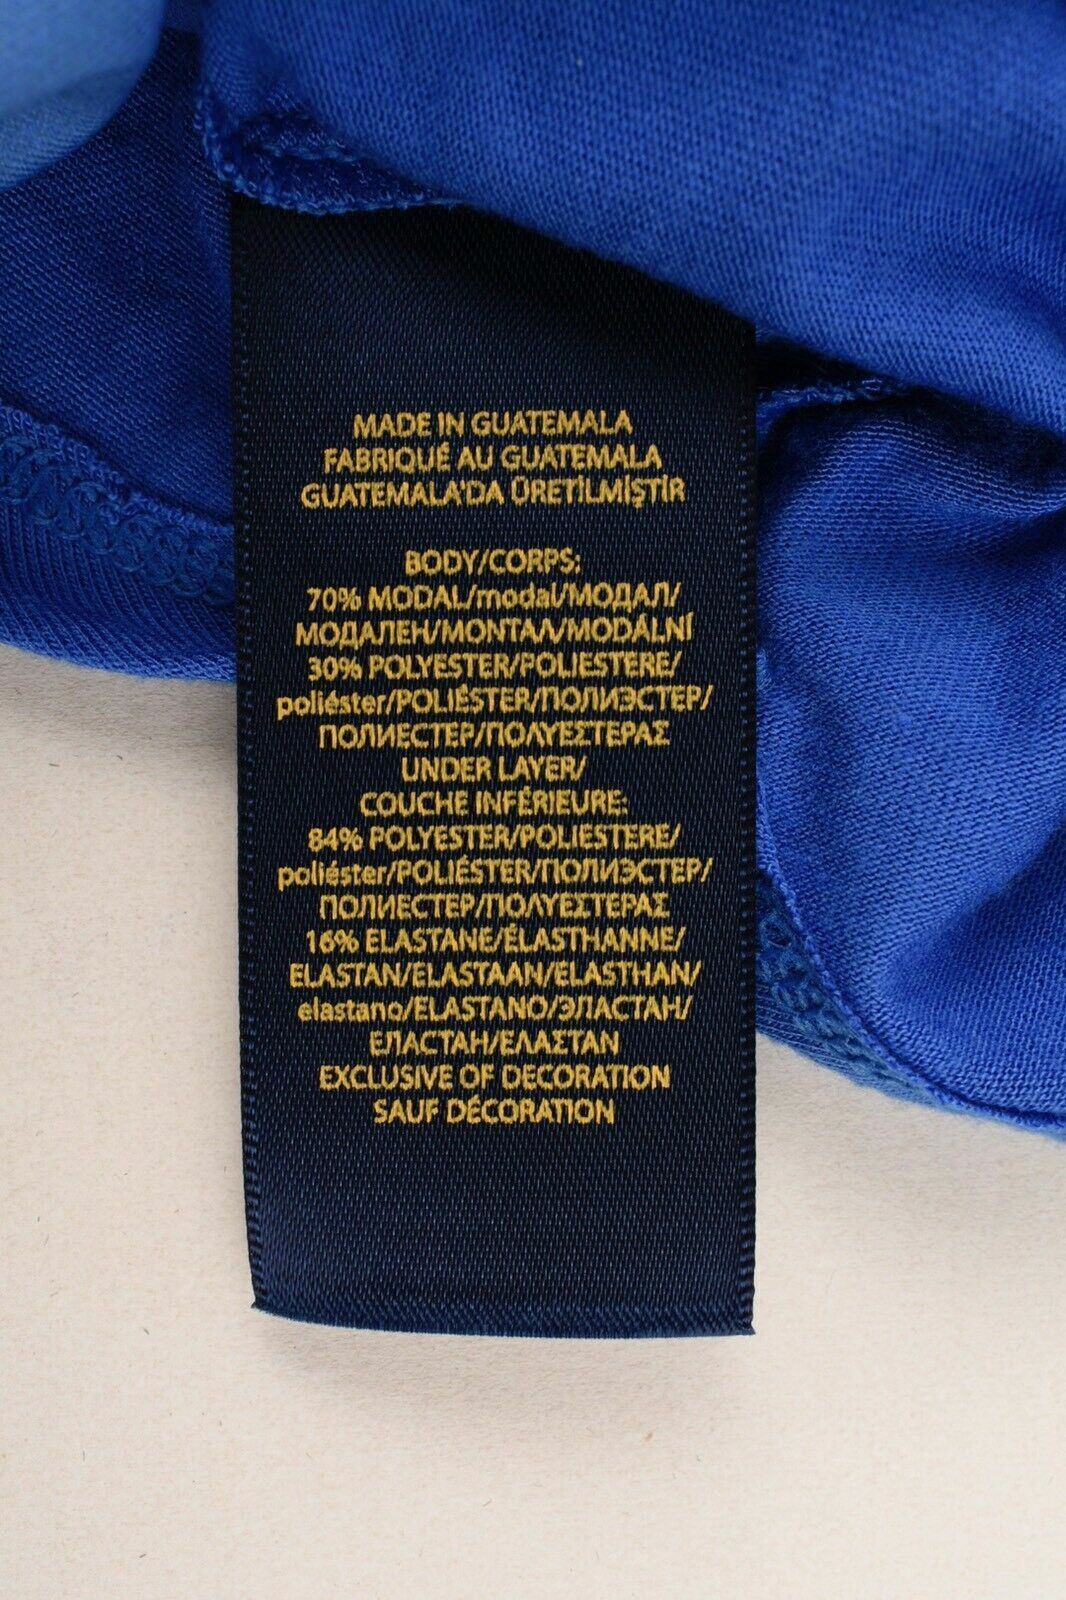 MADE IN GUATEMALA
FABRIQUÉ AU GUATEMALA
GUATEMALA'DA ÜRETİLMİŞTİR
BODY/CORPS:
70% MODAL/modal/МОДАЛ/
МОДАЛЕН/ΜΟΝΤΑΛ/MODÁLNÍ
30% POLYESTER/POLIESTERE/
poliéster/POLIÉSTER/ПОЛИЭСТЕР/
ПОЛИЕСТЕР/ΠΟΛΥΕΣΤΕΡΑΣ
UNDER LAYER/
COUCHE INFÉRIEURE:
84% POLYESTER/POLIESTERE/
poliéster/POLIÉSTER/ПОЛИЭСТЕР/
ПОЛИЕСТЕР/ΠΟΛΥΕΣΤΕΡΑΣ
16% ELASTANE/ÉLASTHANNE/
ELASTAN/ELASTAAN/ELASTHAN/
elastano/ELASTANO/ЭЛАСТАН/
ЕЛАСТАН/ΕΛΑΣΤΑΝ
EXCLUSIVE OF DECORATION
SAUF DÉCORATION